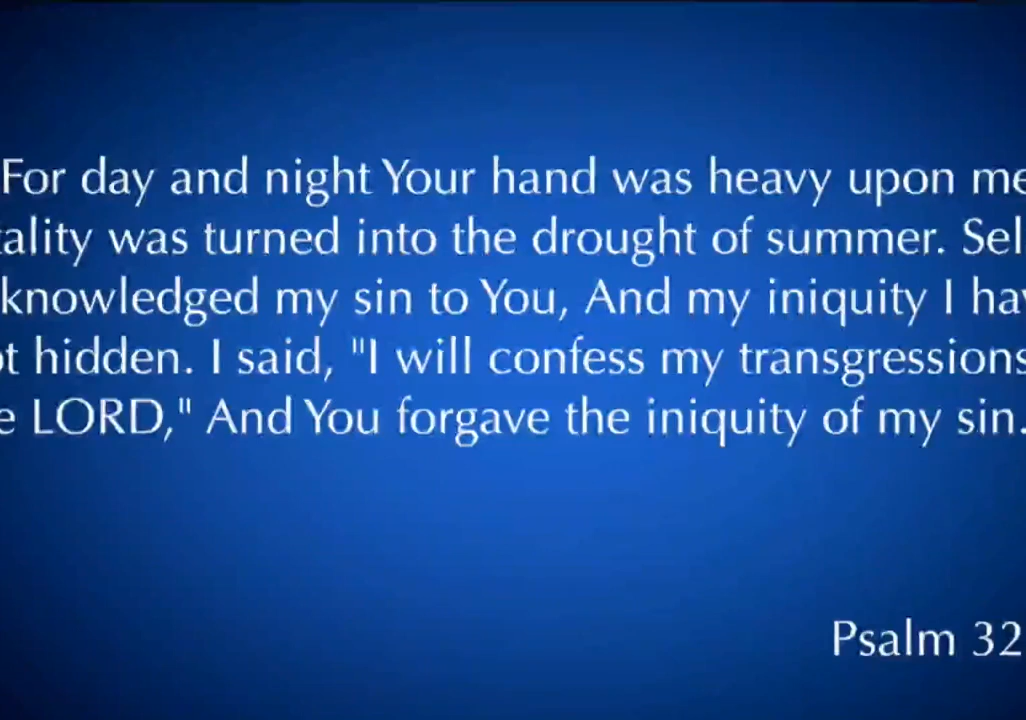 For day and night Your hand was heavy upon me
ality was turned into the drought of summer. Sel
knowledged my sin to You, And my iniquity I hav
ot hidden. I said, "I will confess my transgressions
e LORD," And You forgave the iniquity of my sin.
Psalm 32